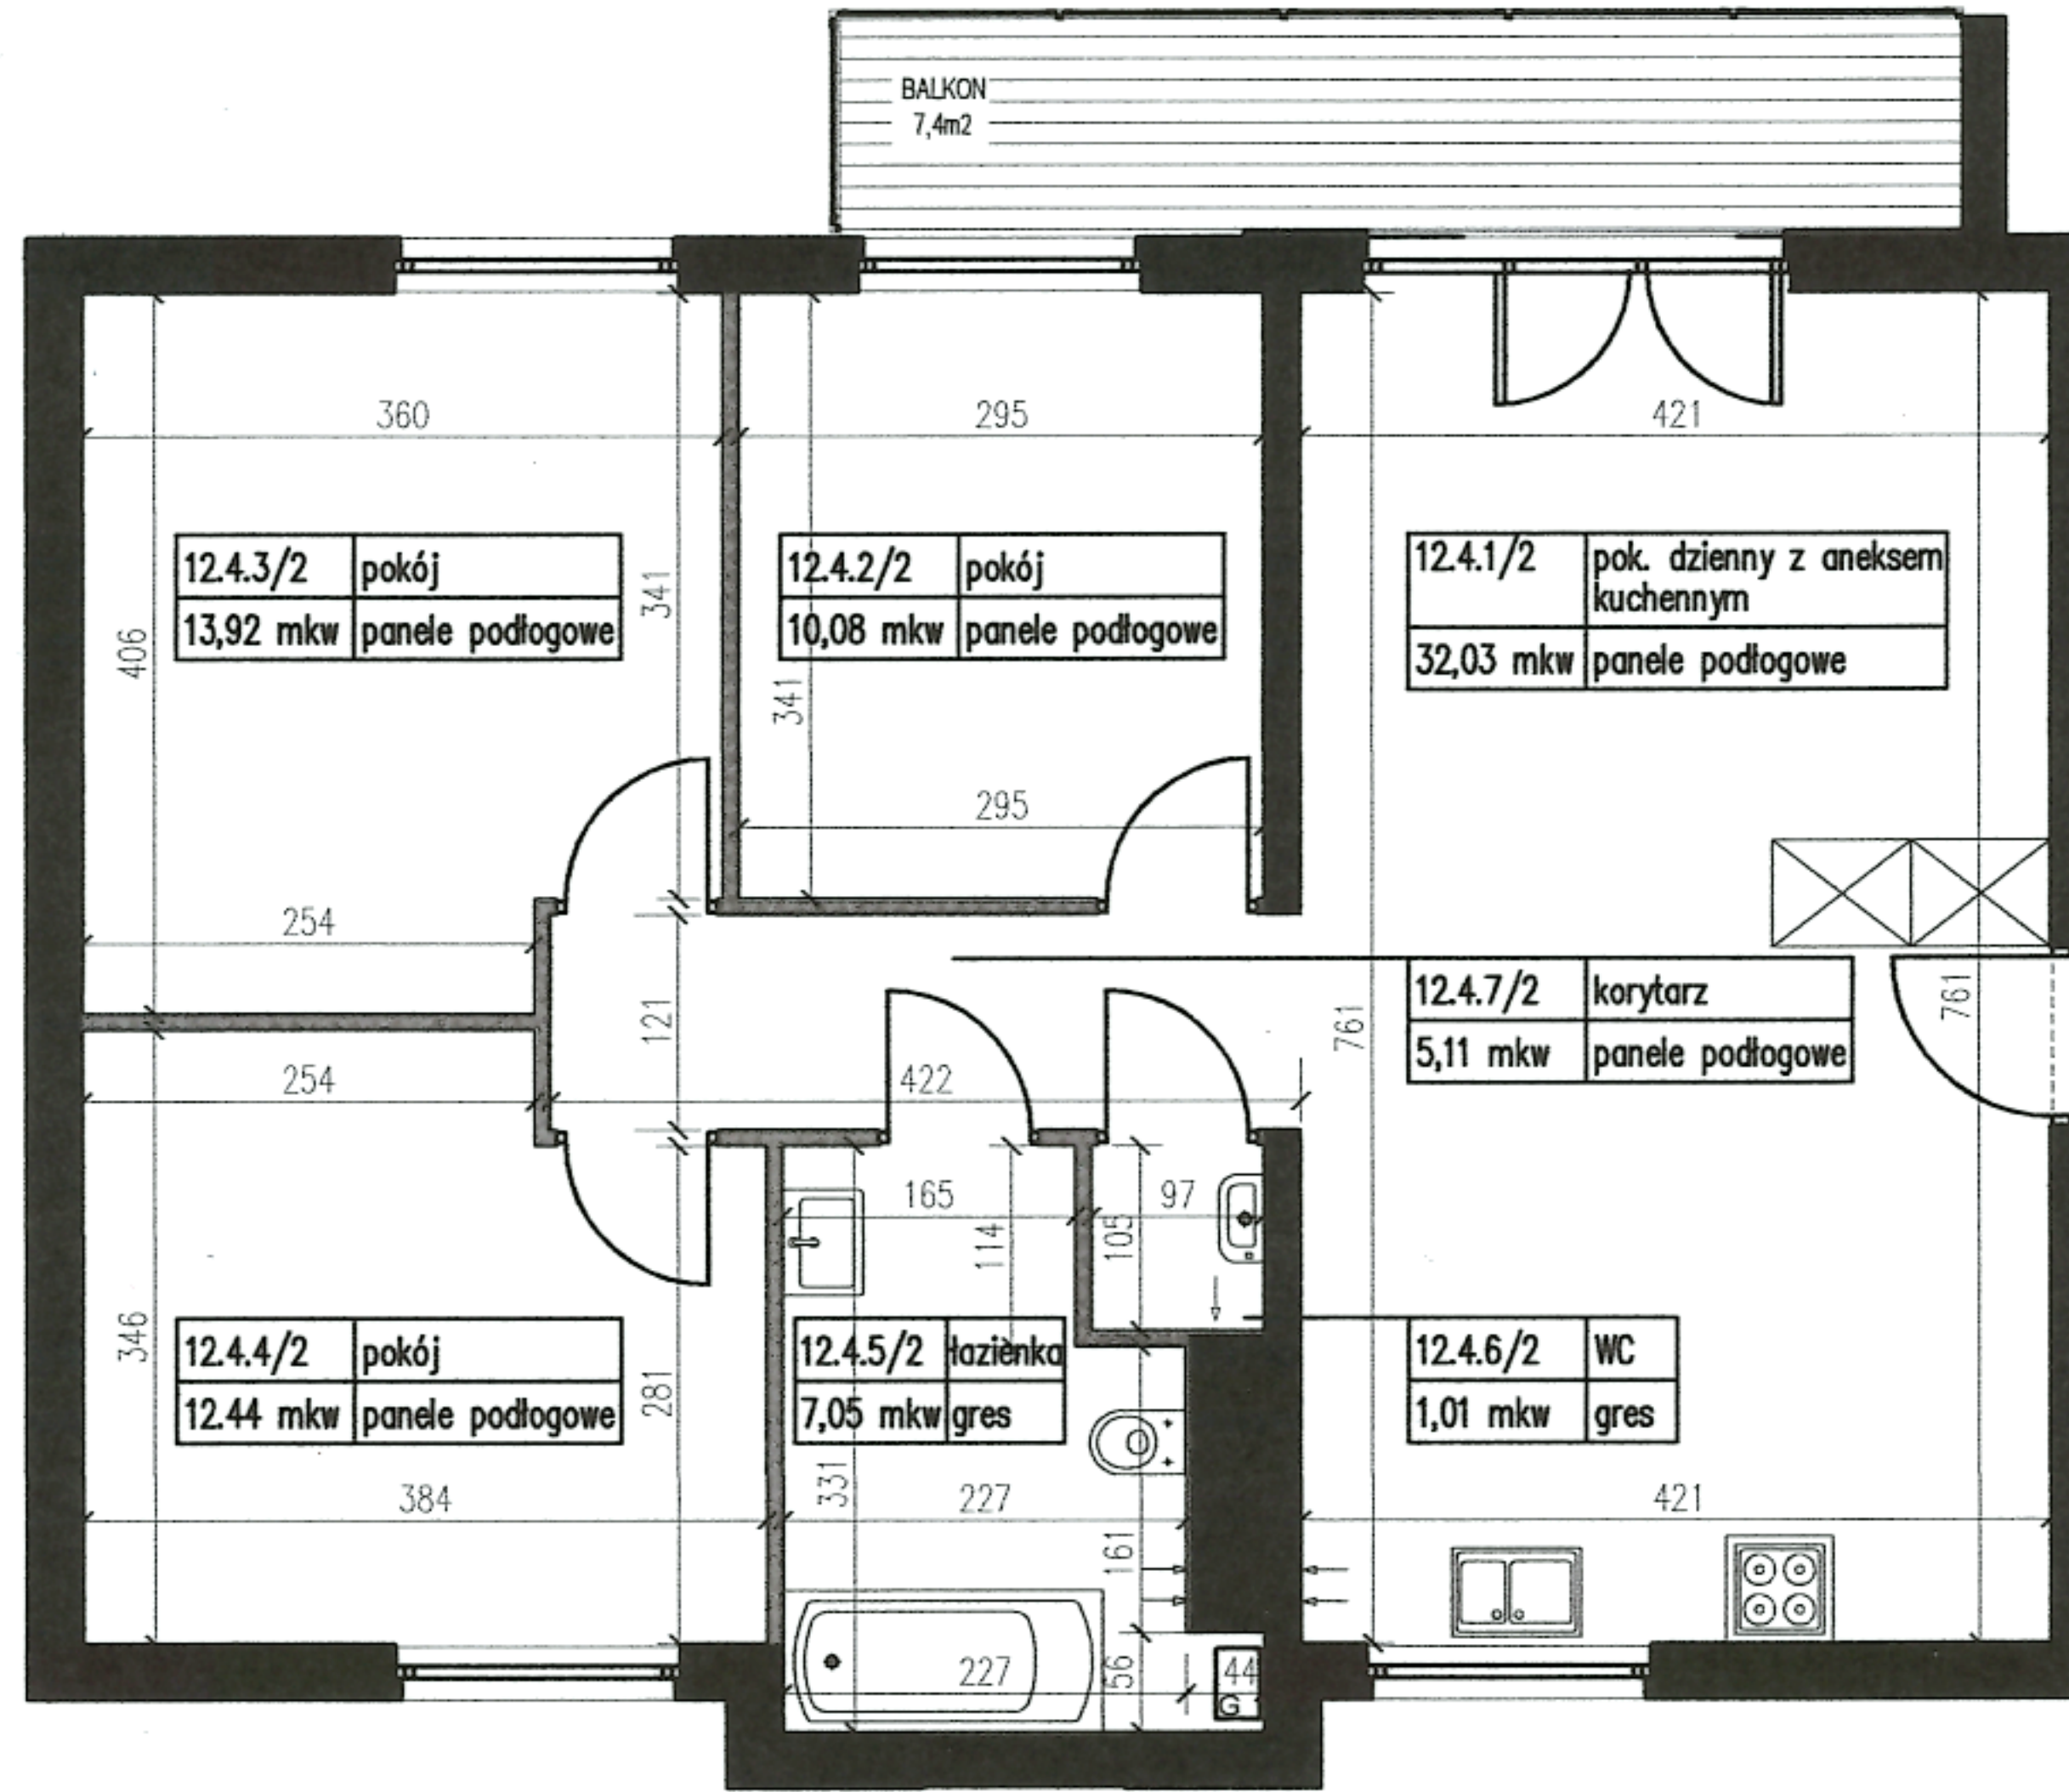 BALKON
7,4m2
360
295
421
12.4.3/2 pokój
13,92 mkw panele podłogowe
341
406
12.4.2/2 pokój
10,08 mkw panele podłogowe
341
295
12.4.1/2 pok. dzienny z aneksem
kuchennym
32,03 mkw panele podłogowe
254
254
121
422
761
12.4.7/2 korytarz
5,11 mkw panele podłogowe
761
165
114
97
105
346
12.4.4/2 pokój
12.44 mkw panele podłogowe
281
384
12.4.5/2 łazienka
7,05 mkw gres
331
227
161
12.4.6/2 WC
1,01 mkw gres
421
227
56
44
G